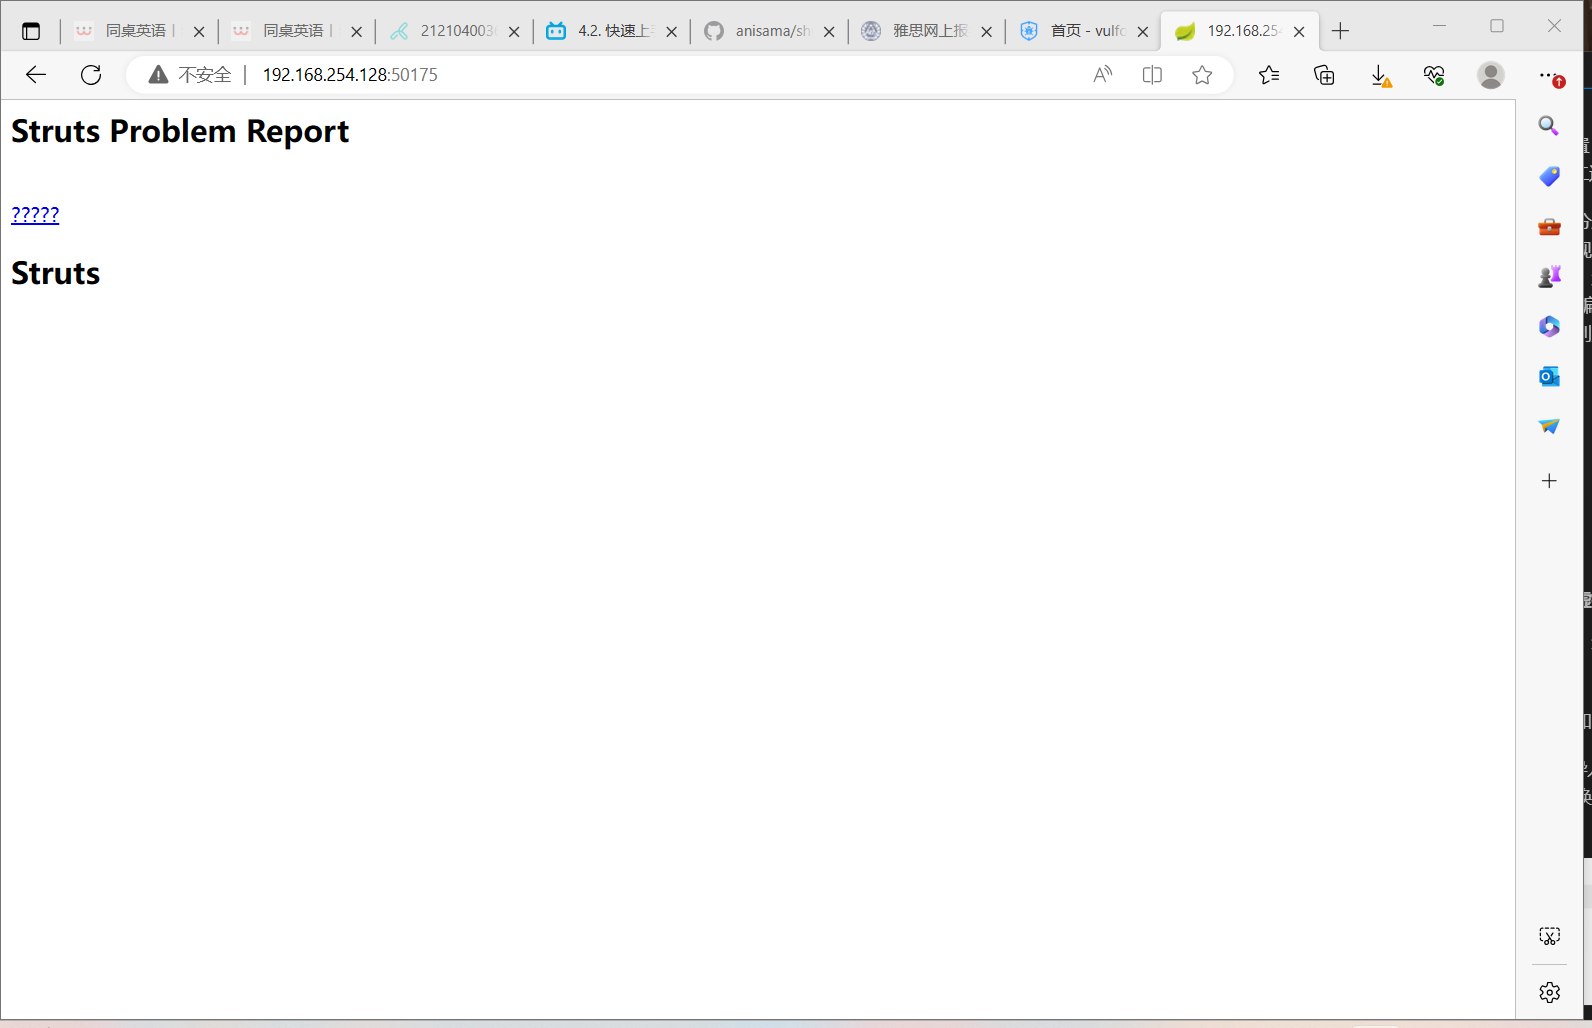 同桌英语 |
同桌英语 |
212104003
4.2. 快速上
anisama/sh
雅思网上报
首页 - vulfo
192.168.254
不安全 | 192.168.254.128:50175
Struts Problem Report
?????
Struts